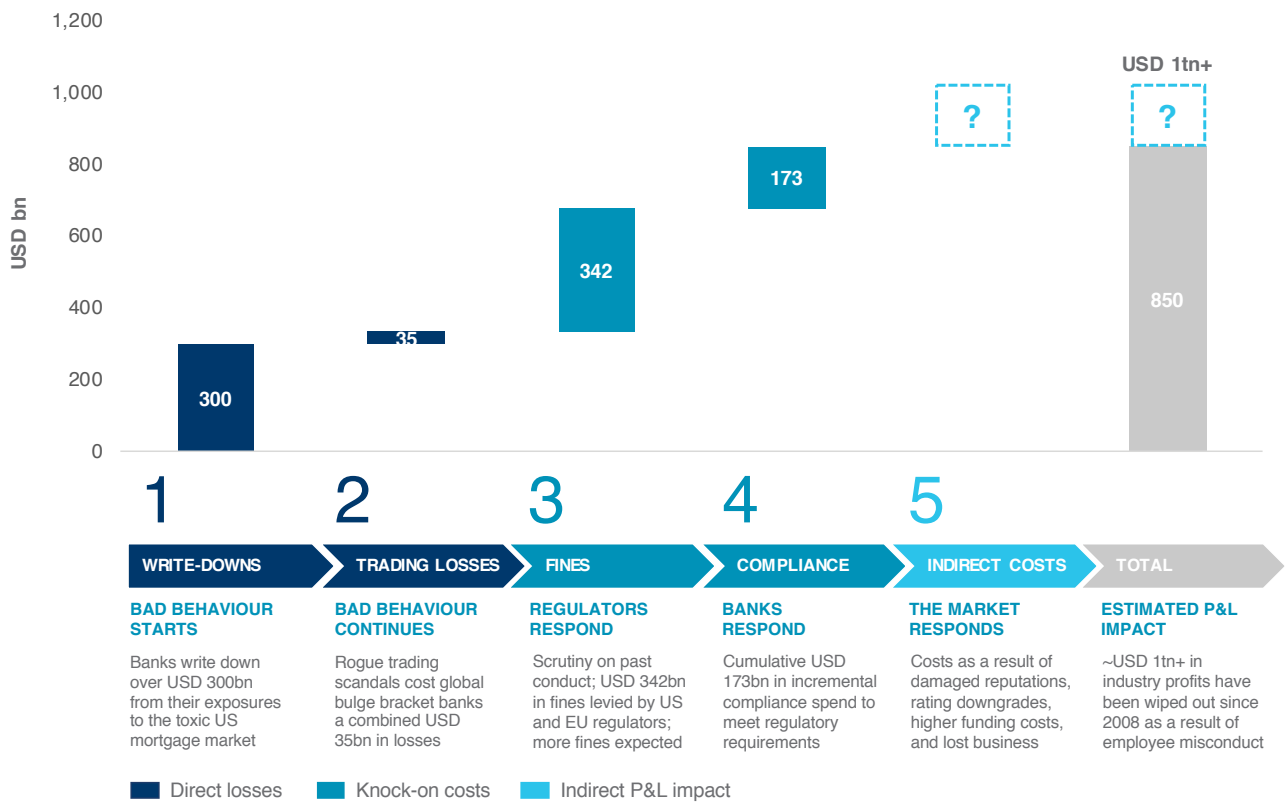 1,200
1,000
800
600
400
200
0
USD bn
300
35
342
173
?
USD 1tn+
?
850
1
2
3
4
5
WRITE-DOWNS
TRADING LOSSES
FINES
COMPLIANCE
INDIRECT COSTS
TOTAL
BAD BEHAVIOUR
STARTS
Banks write down
over USD 300bn
from their exposures
to the toxic US
mortgage market
BAD BEHAVIOUR
CONTINUES
Rogue trading
scandals cost global
bulge bracket banks
a combined USD
35bn in losses
REGULATORS
RESPOND
Scrutiny on past
conduct; USD 342bn
in fines levied by US
and EU regulators;
more fines expected
BANKS
RESPOND
Cumulative USD
173bn in incremental
compliance spend to
meet regulatory
requirements
THE MARKET
RESPONDS
Costs as a result of
damaged reputations,
rating downgrades,
higher funding costs,
and lost business
ESTIMATED P&L
IMPACT
~USD 1tn+ in
industry profits have
been wiped out since
2008 as a result of
employee misconduct
Direct losses
Knock-on costs
Indirect P&L impact